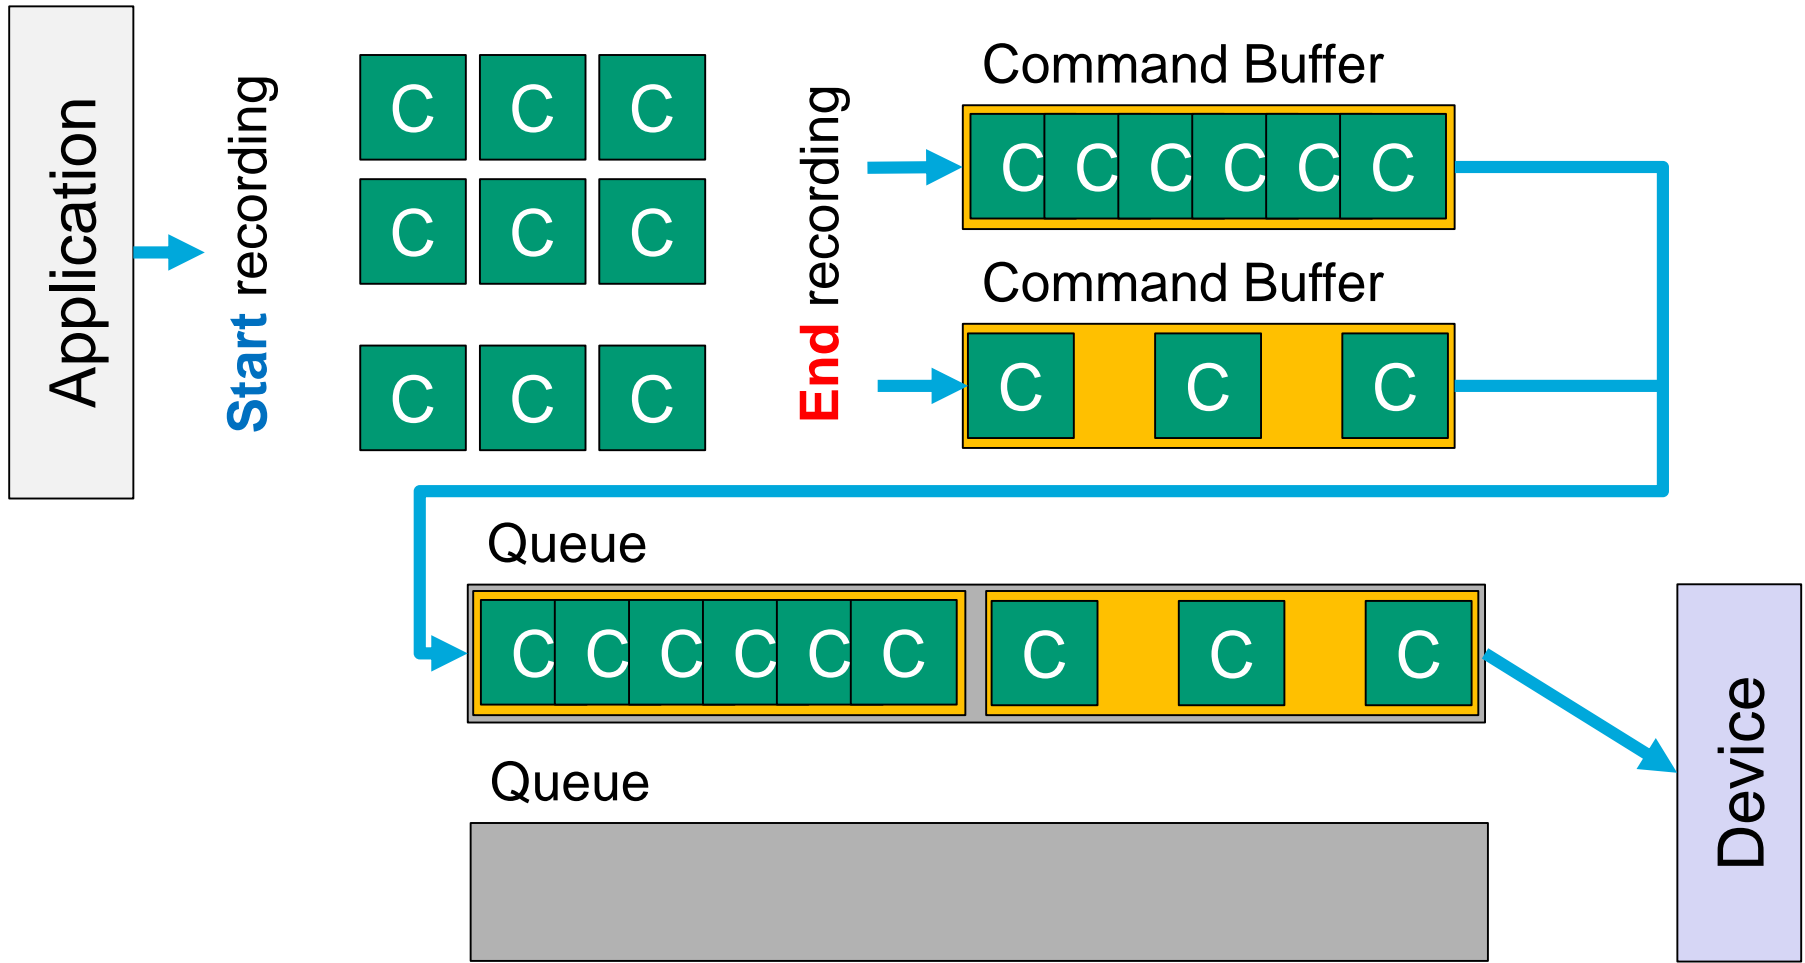 Application
Start recording
C C C
C C C
C C C
End recording
Command Buffer
C C C C C C
Command Buffer
C C C
Queue
C C C C C C C C C
Queue
Device